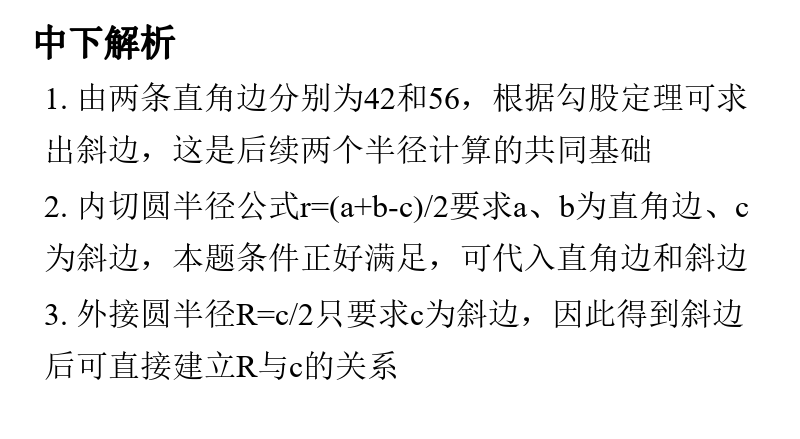 中下解析
1. 由两条直角边分别为42和56，根据勾股定理可求
出斜边，这是后续两个半径计算的共同基础
2. 内切圆半径公式r=(a+b-c)/2要求a、b为直角边、c
为斜边，本题条件正好满足，可代入直角边和斜边
3. 外接圆半径R=c/2只要求c为斜边，因此得到斜边
后可直接建立R与c的关系